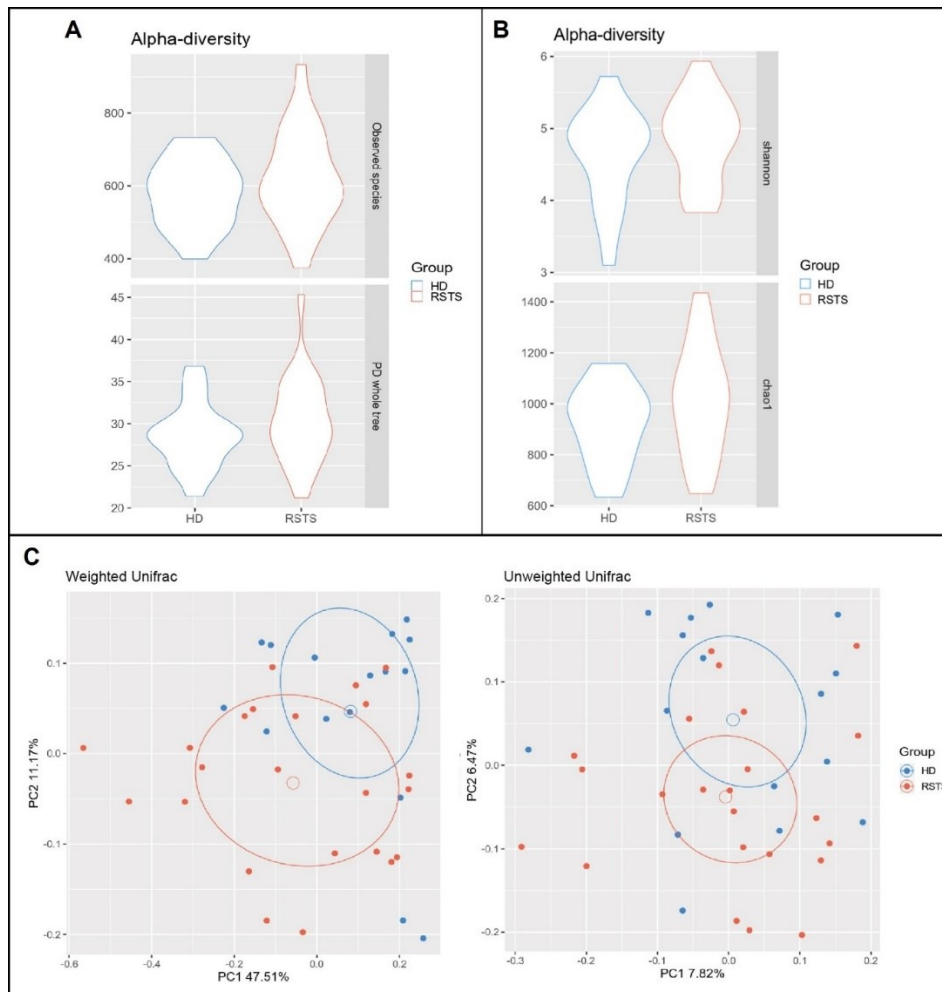 A
Alpha-diversity
800
600
400
Observed species
45
40
35
30
25
20
PD whole tree
HD
RSTS
Group
HD
RSTS
B
Alpha-diversity
6
5
4
3
shannon
1400
1200
1000
800
600
chao1
HD
RSTS
Group
HD
RSTS
C
Weighted Unifrac
PC2 11.17%
0.1
0.0
-0.1
-0.2
-0.6
-0.4
-0.2
0.0
0.2
PC1 47.51%
Unweighted Unifrac
PC2 6.47%
0.2
0.1
0.0
-0.1
-0.2
-0.3
-0.2
-0.1
0.0
0.1
0.2
PC1 7.82%
Group
HD
RSTS